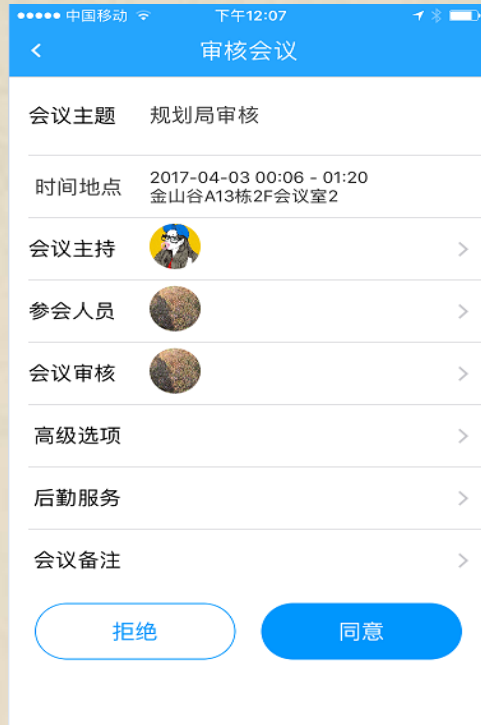 中国移动 下午12:07
审核会议
会议主题 规划局审核
时间地点 2017-04-03 00:06 - 01:20
金山谷A13栋2F会议室2
会议主持
参会人员
会议审核
高级选项
后勤服务
会议备注
拒绝 同意